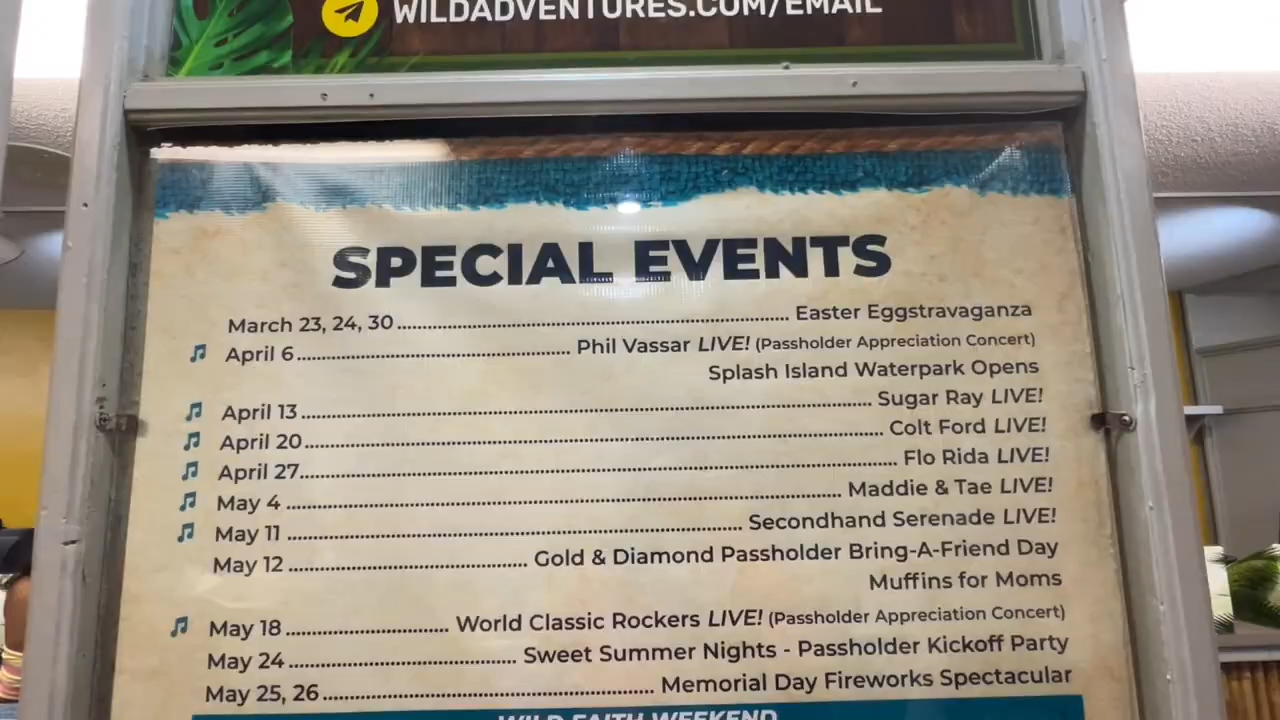 WILDADVENTURES.COM/EMAIL
SPECIAL EVENTS
March 23, 24, 30 Easter Eggstravaganza
April 6 Phil Vassar LIVE! (Passholder Appreciation Concert)
Splash Island Waterpark Opens
April 13 Sugar Ray LIVE!
April 20 Colt Ford LIVE!
April 27 Flo Rida LIVE!
May 4 Maddie & Tae LIVE!
May 11 Secondhand Serenade LIVE!
May 12 Gold & Diamond Passholder Bring-A-Friend Day
Muffins for Moms
May 18 World Classic Rockers LIVE! (Passholder Appreciation Concert)
May 24 Sweet Summer Nights - Passholder Kickoff Party
May 25, 26 Memorial Day Fireworks Spectacular
WILD FAITH WEEKEND